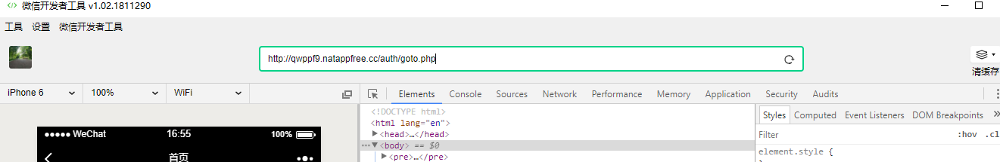 微信开发者工具 v1.02.1811290
工具 设置 微信开发者工具
http://qwppf9.natappfree.cc/auth/goto.php
清缓存
iPhone 6 100% WiFi Elements Console Sources Network Performance Memory Application Security Audits
<!DOCTYPE html>
<html lang="en">
<head>…</head>
<body> == $0
<pre>…</pre>
Styles Computed Event Listeners DOM Breakpoints »
Filter :hov .cl
element.style {
WeChat 16:55 100%
首页